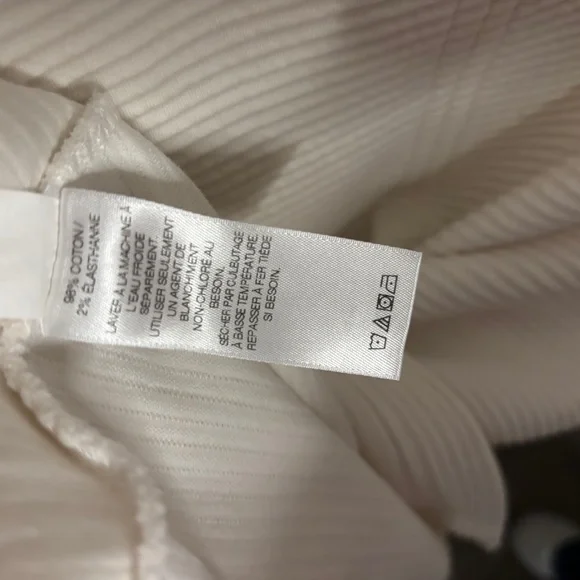 98% COTON /
2% ÉLASTHANNE
LAVER À LA MACHINE À
L'EAU FROIDE
SÉPARÉMENT.
UTILISER SEULEMENT
UN AGENT DE
BLANCHIMENT
NON-CHLORÉ AU
BESOIN.
SÉCHER PAR CULBUTAGE
À BASSE TEMPÉRATURE.
REPASSER À FER TIÈDE
SI BESOIN.